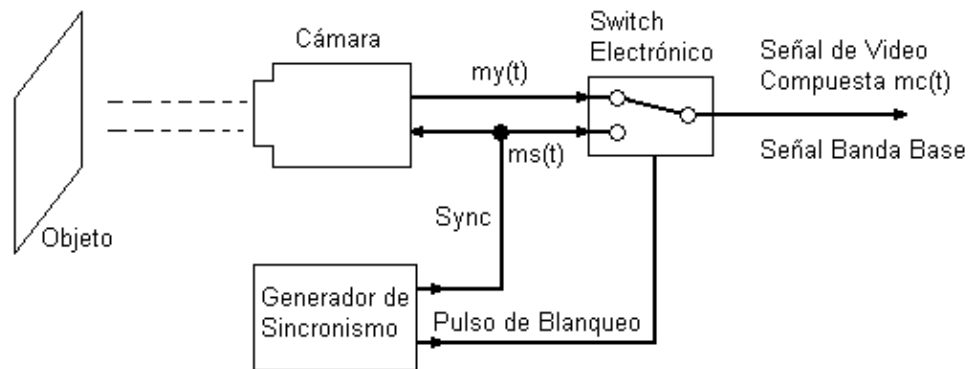 Switch
Electrónico
Cámara
Señal de Video
Compuesta mc(t)
my(t)
ms(t)
Señal Banda Base
Sync
Objeto
Generador de
Sincronismo
Pulso de Blanqueo